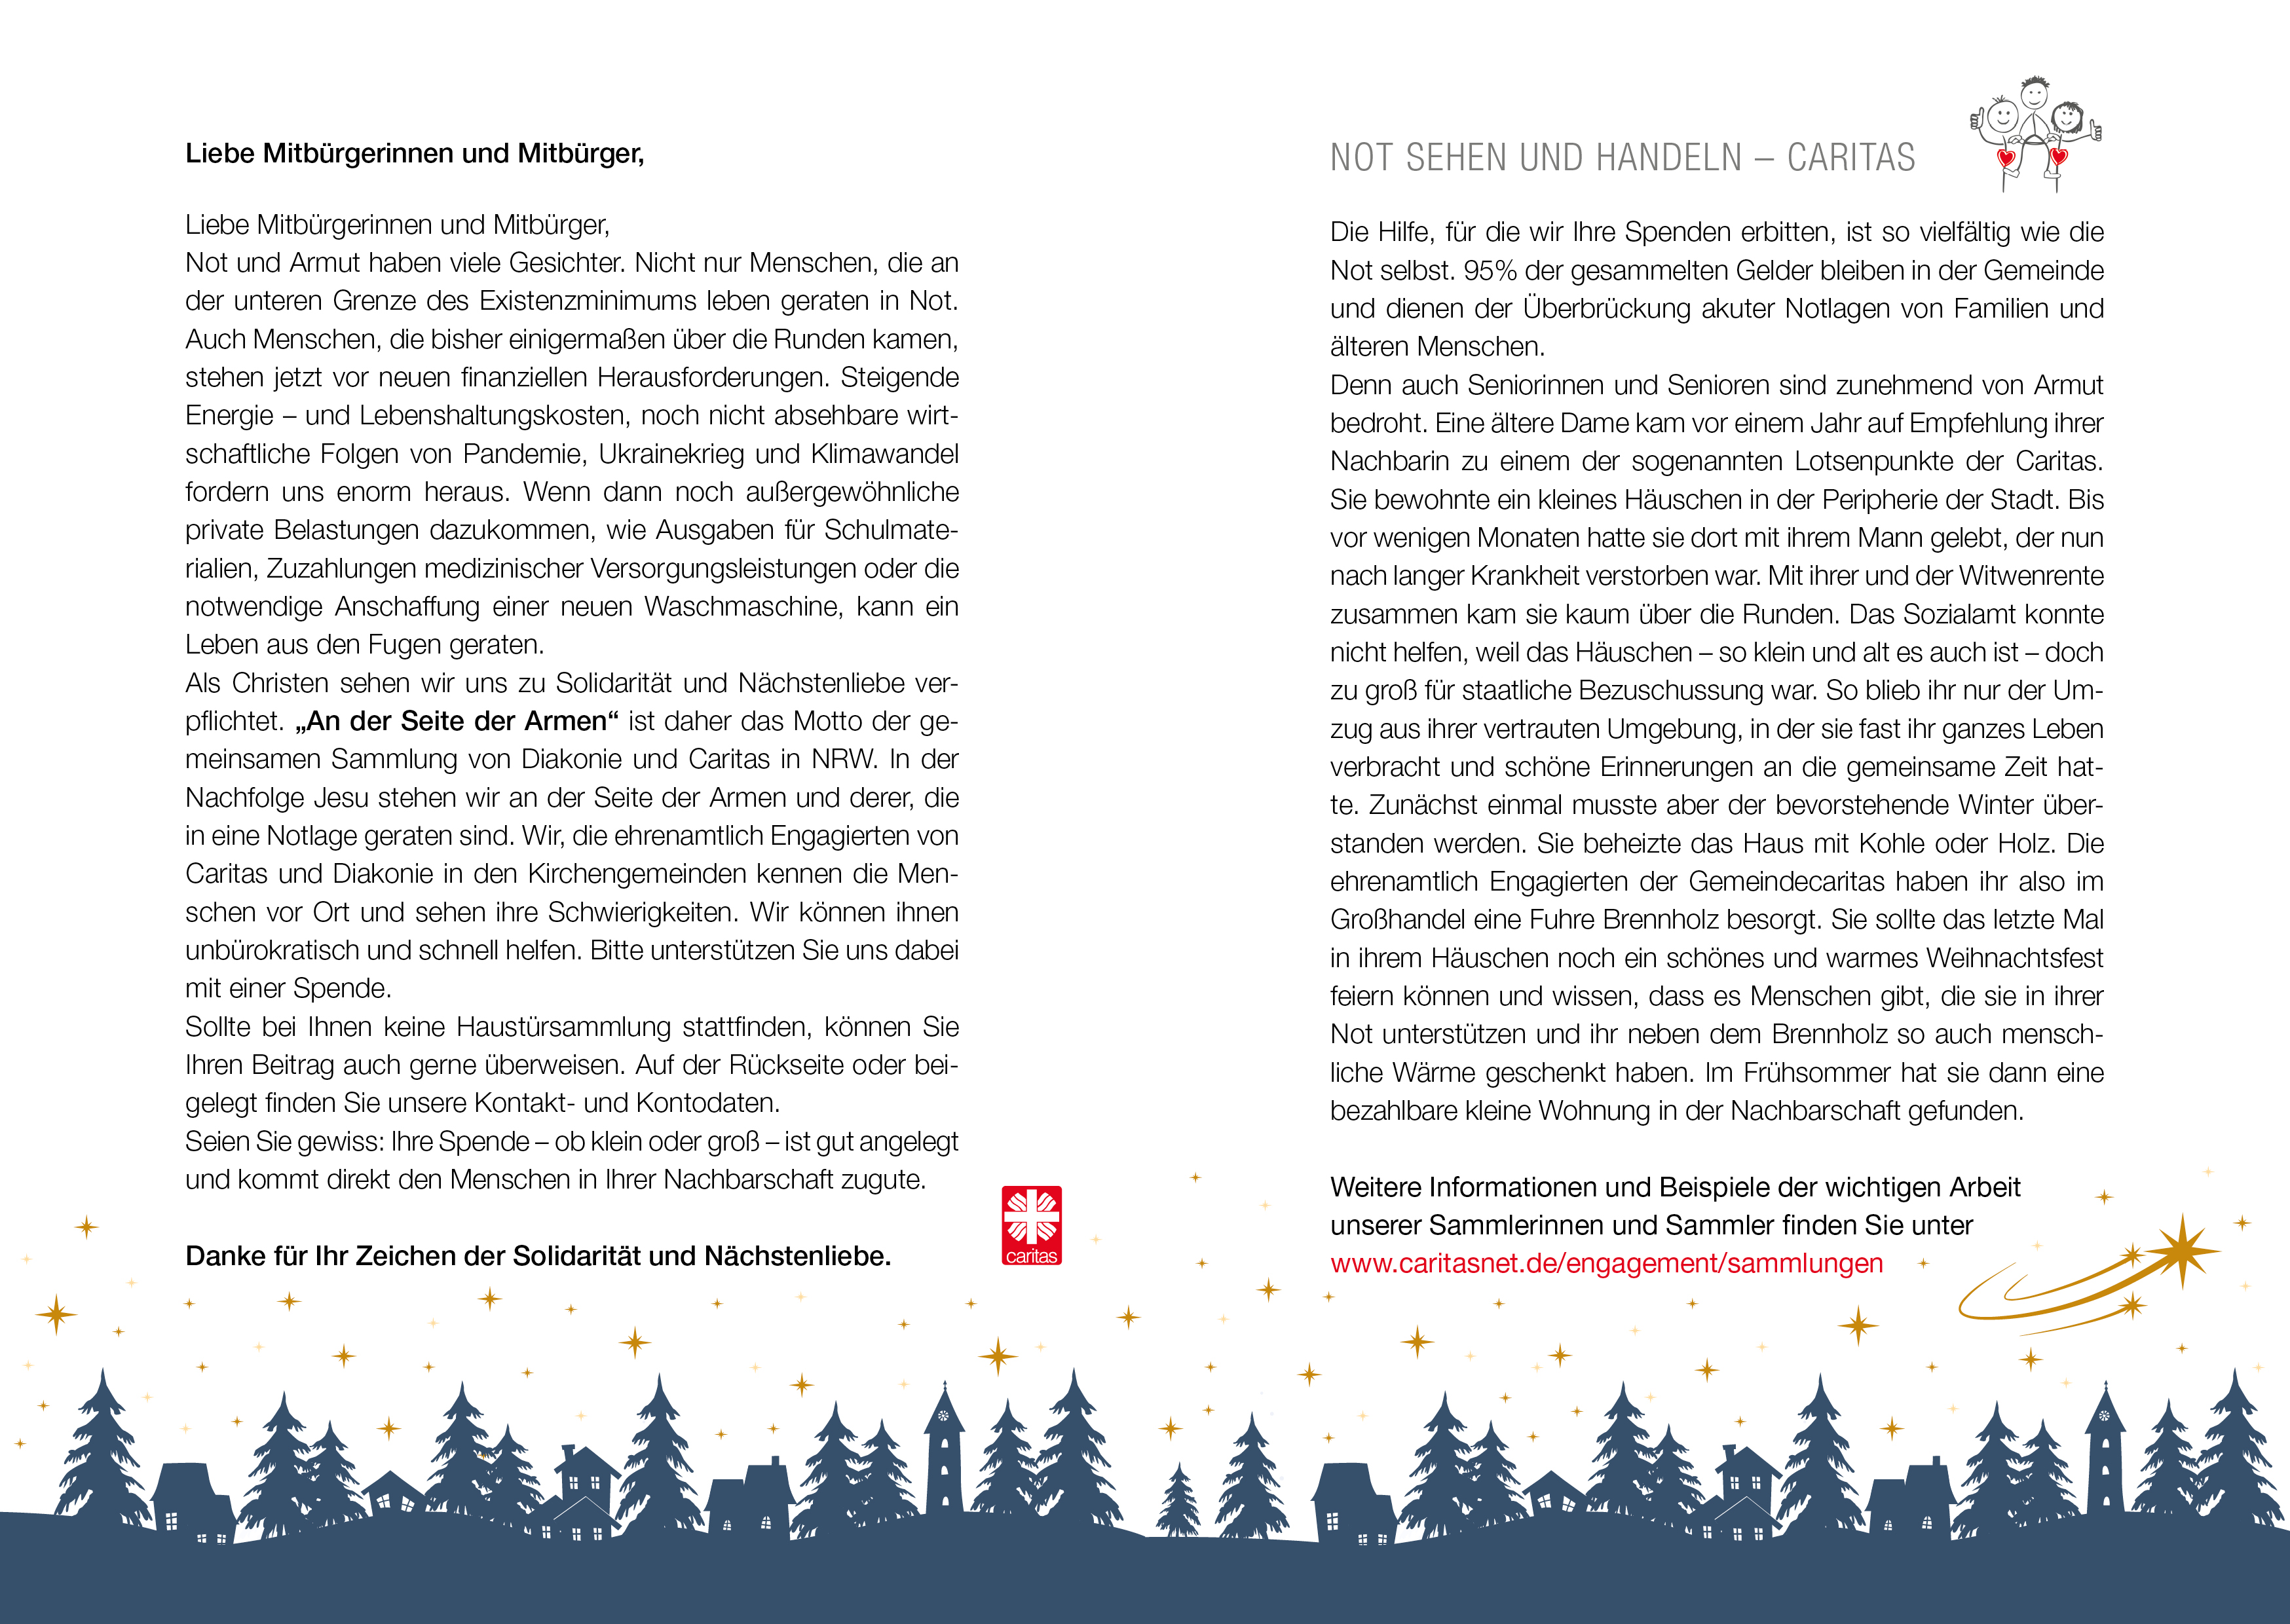 Liebe Mitbürgerinnen und Mitbürger,
Liebe Mitbürgerinnen und Mitbürger,
Not und Armut haben viele Gesichter. Nicht nur Menschen, die an
der unteren Grenze des Existenzminimums leben geraten in Not.
Auch Menschen, die bisher einigermaßen über die Runden kamen,
stehen jetzt vor neuen finanziellen Herausforderungen. Steigende
Energie – und Lebenshaltungskosten, noch nicht absehbare wirt-
schaftliche Folgen von Pandemie, Ukrainekrieg und Klimawandel
fordern uns enorm heraus. Wenn dann noch außergewöhnliche
private Belastungen dazukommen, wie Ausgaben für Schulmate-
rialien, Zuzahlungen medizinischer Versorgungsleistungen oder die
notwendige Anschaffung einer neuen Waschmaschine, kann ein
Leben aus den Fugen geraten.
Als Christen sehen wir uns zu Solidarität und Nächstenliebe ver-
pflichtet. „An der Seite der Armen“ ist daher das Motto der ge-
meinsamen Sammlung von Diakonie und Caritas in NRW. In der
Nachfolge Jesu stehen wir an der Seite der Armen und derer, die
in eine Notlage geraten sind. Wir, die ehrenamtlich Engagierten von
Caritas und Diakonie in den Kirchengemeinden kennen die Men-
schen vor Ort und sehen ihre Schwierigkeiten. Wir können ihnen
unbürokratisch und schnell helfen. Bitte unterstützen Sie uns dabei
mit einer Spende.
Sollte bei Ihnen keine Haustürsammlung stattfinden, können Sie
Ihren Beitrag auch gerne überweisen. Auf der Rückseite oder bei-
gelegt finden Sie unsere Kontakt- und Kontodaten.
Seien Sie gewiss: Ihre Spende – ob klein oder groß – ist gut angelegt
und kommt direkt den Menschen in Ihrer Nachbarschaft zugute.
Danke für Ihr Zeichen der Solidarität und Nächstenliebe.
caritas
NOT SEHEN UND HANDELN – CARITAS
Die Hilfe, für die wir Ihre Spenden erbitten, ist so vielfältig wie die
Not selbst. 95% der gesammelten Gelder bleiben in der Gemeinde
und dienen der Überbrückung akuter Notlagen von Familien und
älteren Menschen.
Denn auch Seniorinnen und Senioren sind zunehmend von Armut
bedroht. Eine ältere Dame kam vor einem Jahr auf Empfehlung ihrer
Nachbarin zu einem der sogenannten Lotsenpunkte der Caritas.
Sie bewohnte ein kleines Häuschen in der Peripherie der Stadt. Bis
vor wenigen Monaten hatte sie dort mit ihrem Mann gelebt, der nun
nach langer Krankheit verstorben war. Mit ihrer und der Witwenrente
zusammen kam sie kaum über die Runden. Das Sozialamt konnte
nicht helfen, weil das Häuschen – so klein und alt es auch ist – doch
zu groß für staatliche Bezuschussung war. So blieb ihr nur der Um-
zug aus ihrer vertrauten Umgebung, in der sie fast ihr ganzes Leben
verbracht und schöne Erinnerungen an die gemeinsame Zeit hat-
te. Zunächst einmal musste aber der bevorstehende Winter über-
standen werden. Sie beheizte das Haus mit Kohle oder Holz. Die
ehrenamtlich Engagierten der Gemeindecaritas haben ihr also im
Großhandel eine Fuhre Brennholz besorgt. Sie sollte das letzte Mal
in ihrem Häuschen noch ein schönes und warmes Weihnachtsfest
feiern können und wissen, dass es Menschen gibt, die sie in ihrer
Not unterstützen und ihr neben dem Brennholz so auch mensch-
liche Wärme geschenkt haben. Im Frühsommer hat sie dann eine
bezahlbare kleine Wohnung in der Nachbarschaft gefunden.
Weitere Informationen und Beispiele der wichtigen Arbeit
unserer Sammlerinnen und Sammler finden Sie unter
www.caritasnet.de/engagement/sammlungen